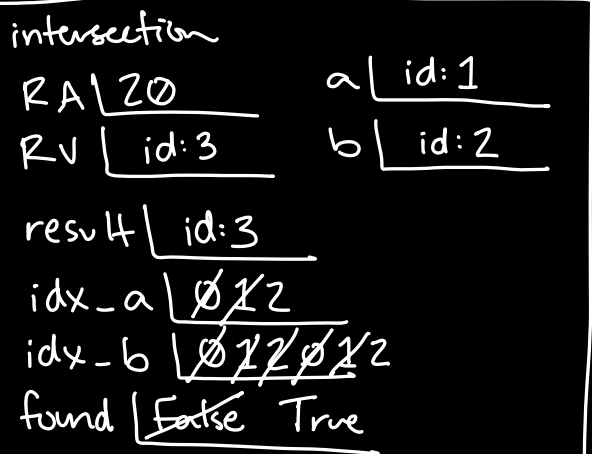 intersection
RA 20 a id:1
RV id:3 b id:2
result id:3
idx_a 0 1 2
idx_b 0 1 2 0 1 2
found False True